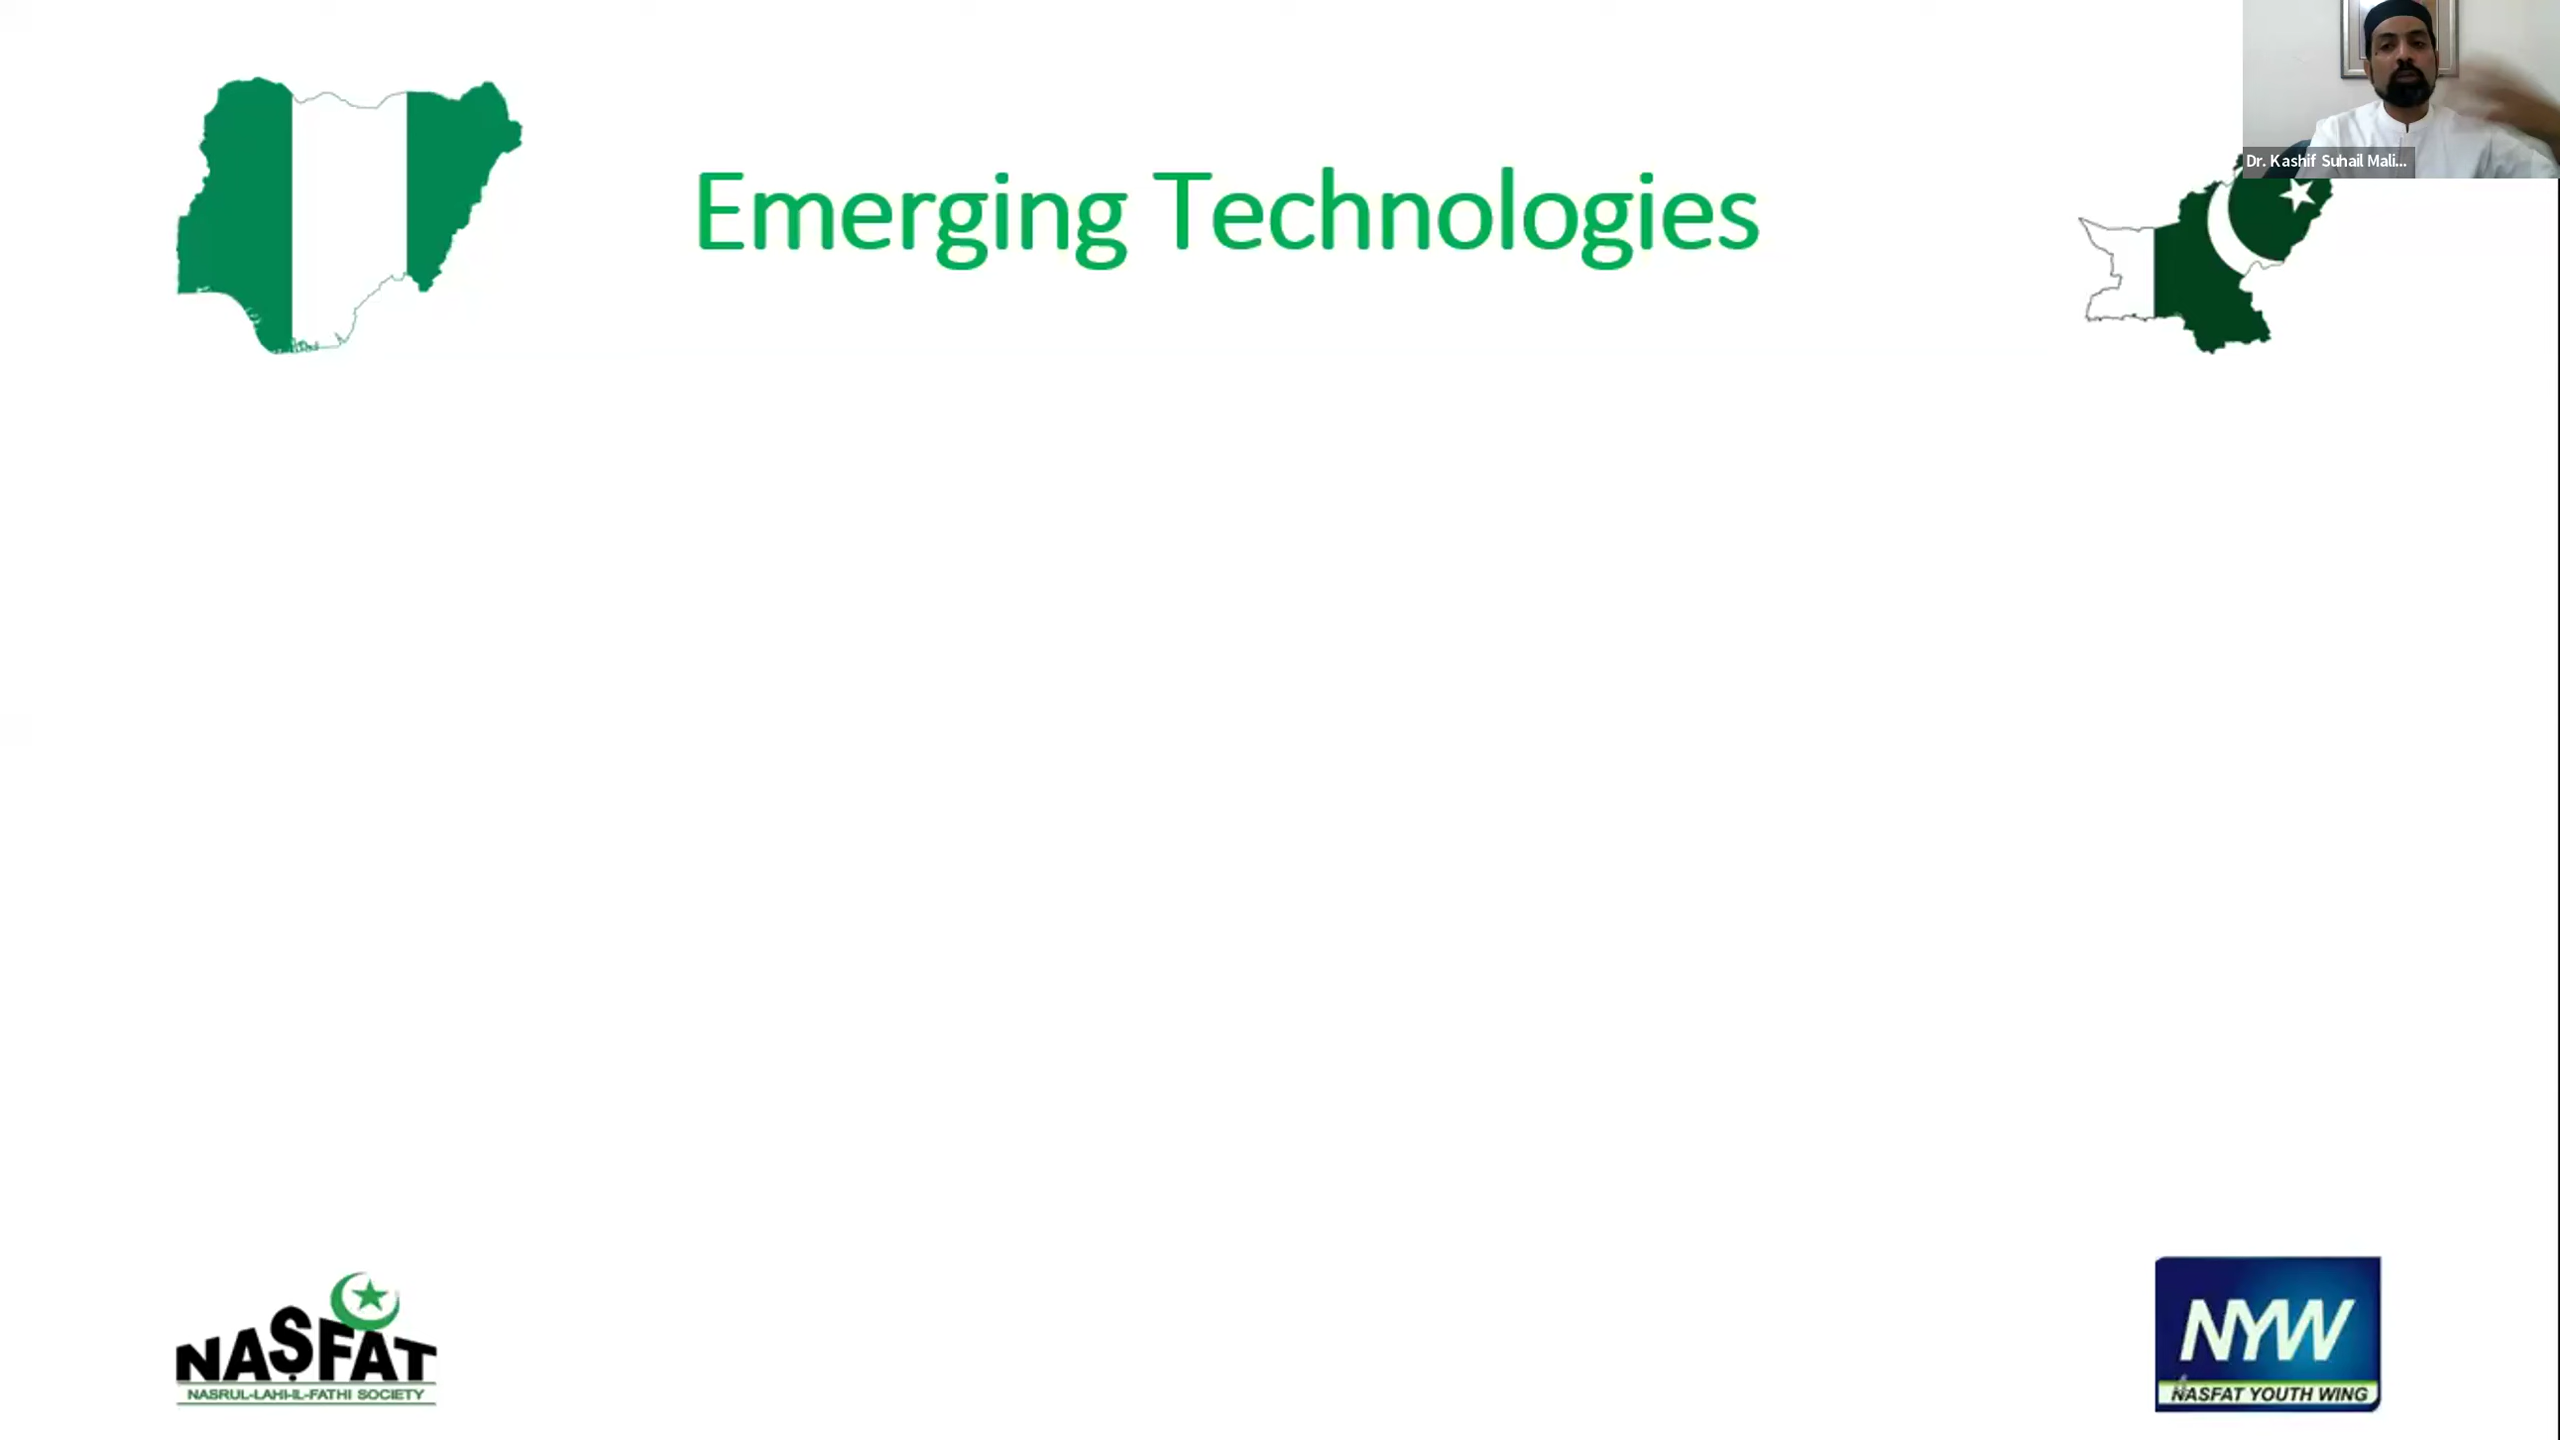 Dr. Kashif Suhail Mali...
Emerging Technologies
NASFAT
NASRUL-LAHI-IL-FATHI SOCIETY
NYW
NASFAT YOUTH WING